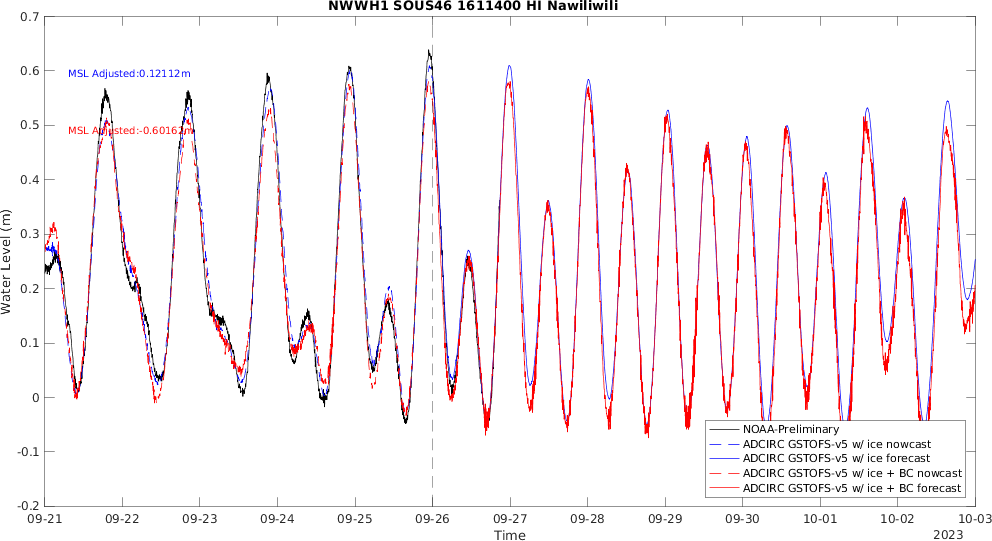 NWWH1 SOUS46 1611400 HI Nawiliwili
0.7
0.6
0.5
0.4
0.3
0.2
0.1
0
-0.1
-0.2
Water Level (m)
MSL Adjusted:0.12112m
MSL Adjusted:-0.60162m
NOAA-Preliminary
ADCIRC GSTOFS-v5 w/ ice nowcast
ADCIRC GSTOFS-v5 w/ ice forecast
ADCIRC GSTOFS-v5 w/ ice + BC nowcast
ADCIRC GSTOFS-v5 w/ ice + BC forecast
09-21 09-22 09-23 09-24 09-25 09-26 09-27 09-28 09-29 09-30 10-01 10-02 10-03
Time
2023